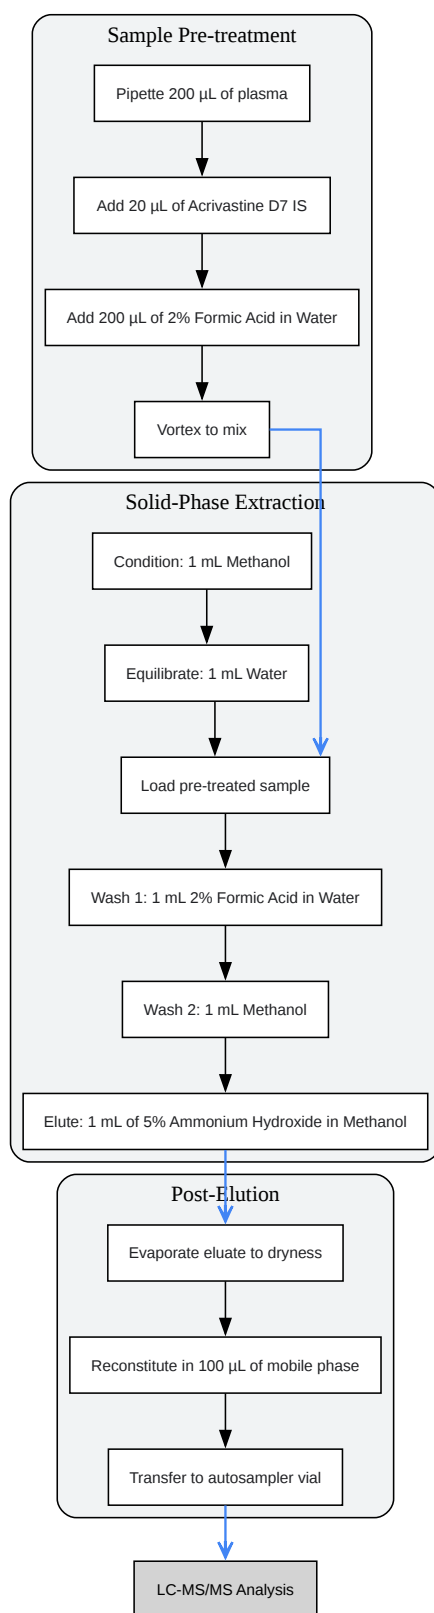 Sample Pre-treatment
Pipette 200 µL of plasma
Add 20 µL of Acrivastine D7 IS
Add 200 µL of 2% Formic Acid in Water
Vortex to mix
Solid-Phase Extraction
Condition: 1 mL Methanol
Equilibrate: 1 mL Water
Load pre-treated sample
Wash 1: 1 mL 2% Formic Acid in Water
Wash 2: 1 mL Methanol
Elute: 1 mL of 5% Ammonium Hydroxide in Methanol
Post-Elution
Evaporate eluate to dryness
Reconstitute in 100 µL of mobile phase
Transfer to autosampler vial
LC-MS/MS Analysis